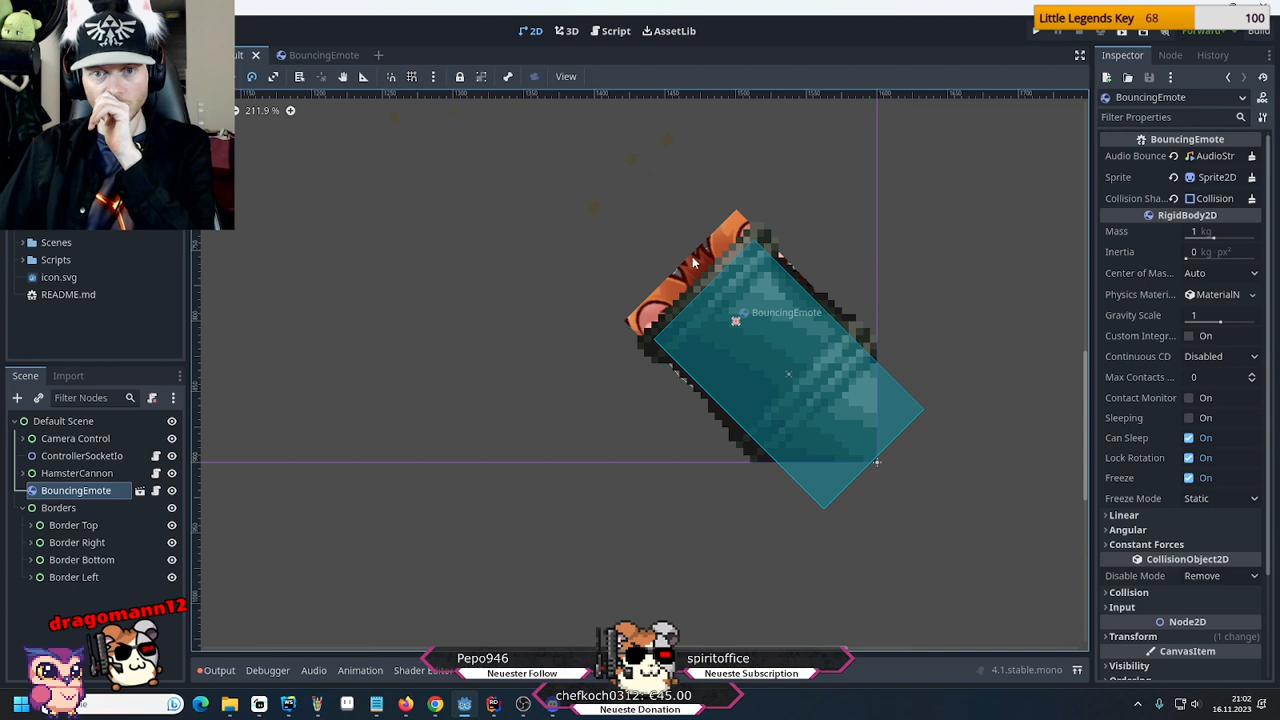 Little Legends Key 68 100
2D 3D Script AssetLib
BouncingEmote
View
211.9 %
BouncingEmote
Scenes
Scripts
icon.svg
README.md
Scene Import
Filter Nodes
Default Scene
Camera Control
ControllerSocketIo
HamsterCannon
BouncingEmote
Borders
Border Top
Border Right
Border Bottom
Border Left
Inspector Node History
BouncingEmote
Filter Properties
BouncingEmote
Audio Bounce AudioStr
Sprite Sprite2D
Collision Sha.. Collision
RigidBody2D
Mass 1 kg
Inertia 0 kg·px²
Center of Mas: Auto
Physics Materi MaterialN
Gravity Scale 1
Custom Integr On
Continuous CD Disabled
Max Contacts 0
Contact Monitor On
Sleeping On
Can Sleep On
Lock Rotation On
Freeze On
Freeze Mode Static
Linear
Angular
Constant Forces
CollisionObject2D
Disable Mode Remove
Collision
Input
Node2D
Transform (1 change)
CanvasItem
Visibility
Output Debugger Audio Animation Shader
4.1.stable.mono
dragomann12
Pepo946
Neuester Follow
spiritoffice
Neueste Subscription
chefkoch0312: €45.00
Neueste Donation
21:02
16.12.2023